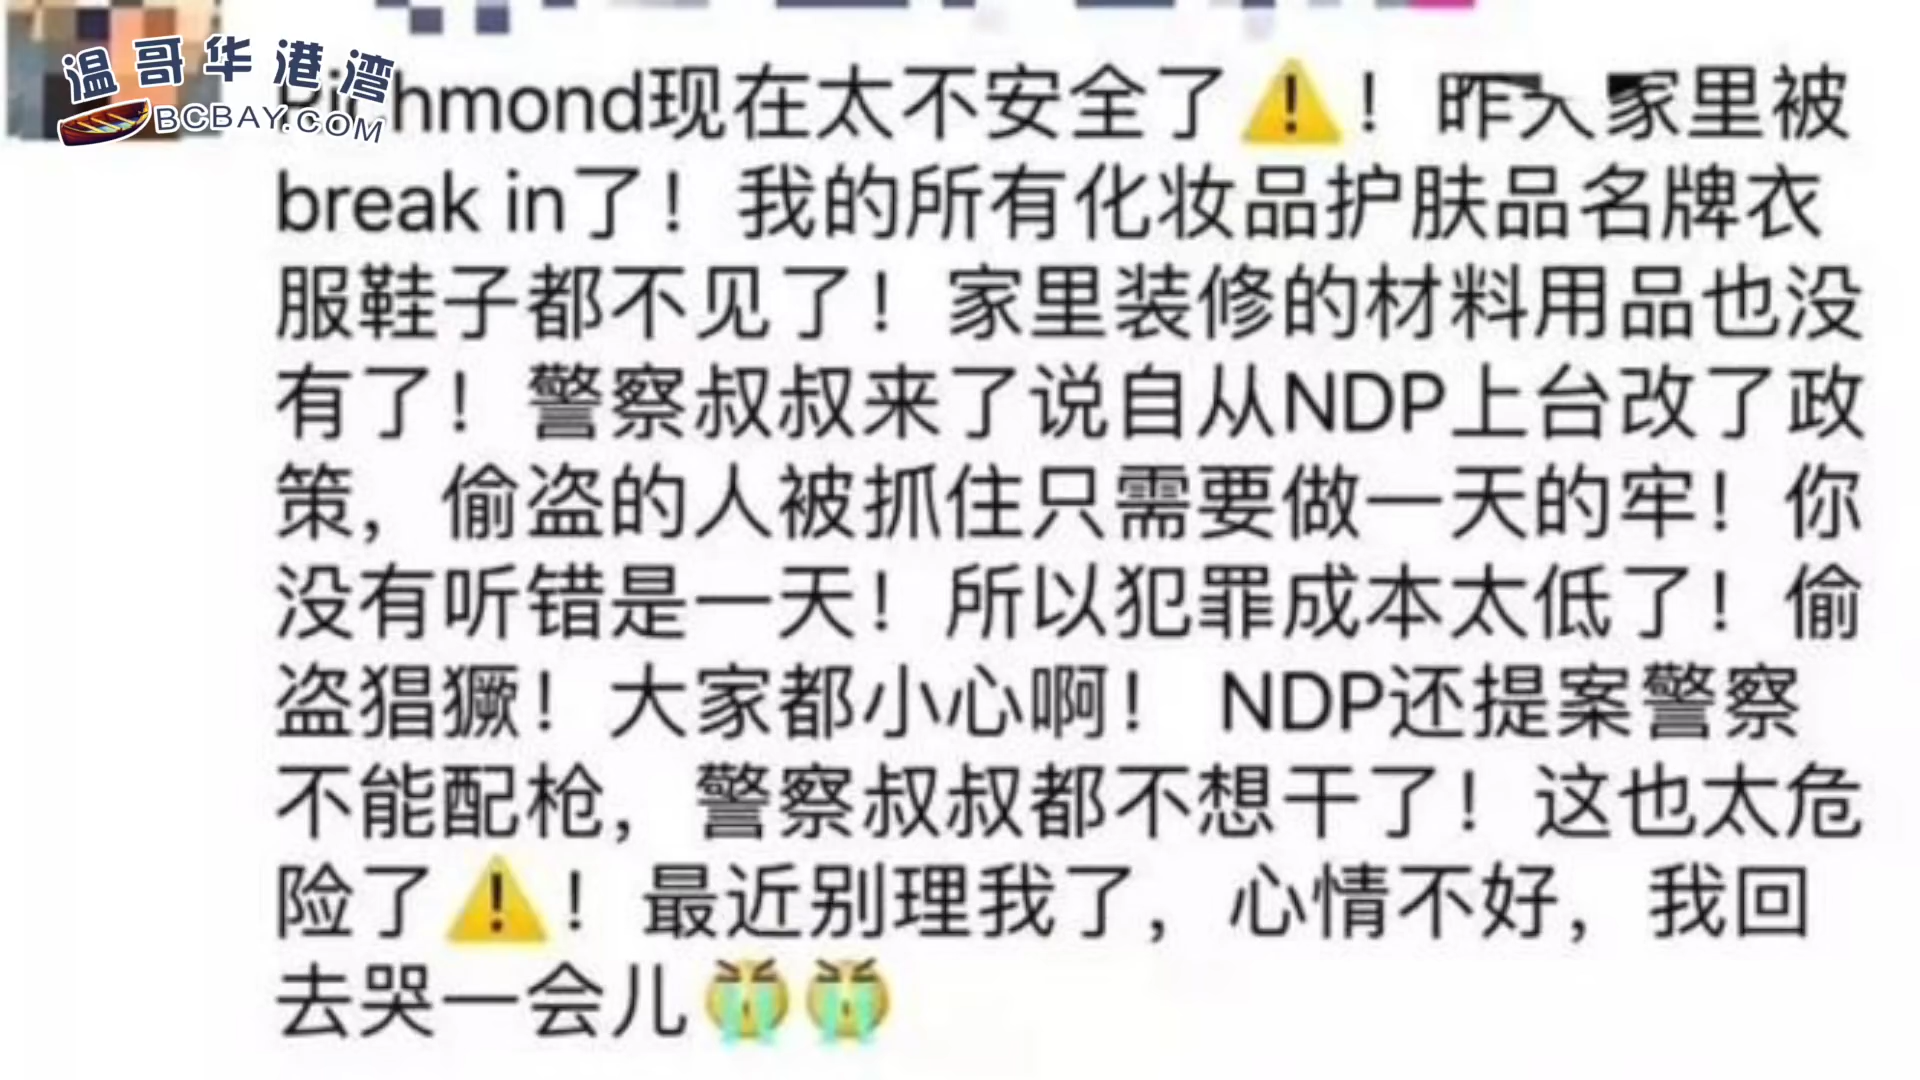 温哥华港湾
BCBAY.COM
Richmond现在太不安全了⚠️！昨天家里被
break in了！我的所有化妆品护肤品名牌衣
服鞋子都不见了！家里装修的材料用品也没
有了！警察叔叔来了说自从NDP上台改了政
策，偷盗的人被抓住只需要做一天的牢！你
没有听错是一天！所以犯罪成本太低了！偷
盗猖獗！大家都小心啊！ NDP还提案警察
不能配枪，警察叔叔都不想干了！这也太危
险了⚠️！最近别理我了，心情不好，我回
去哭一会儿😭😭